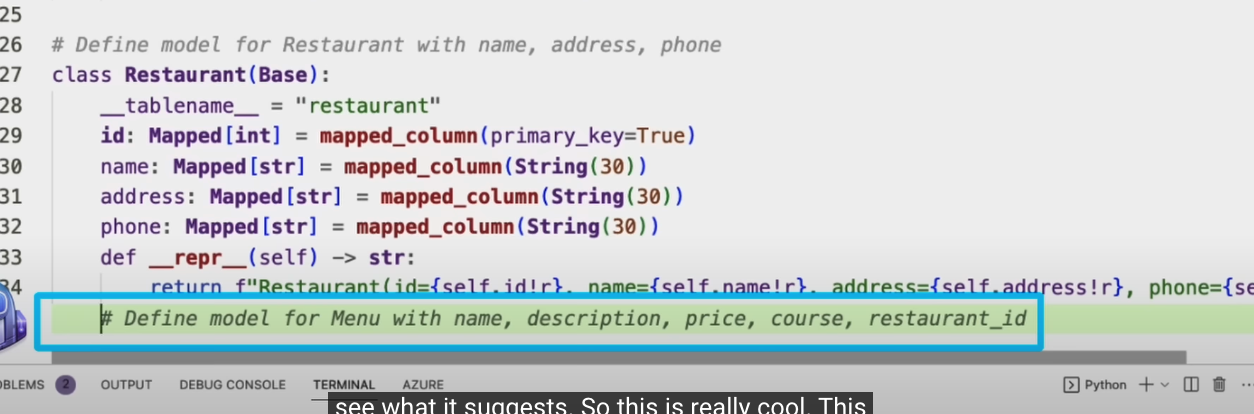 25
26 # Define model for Restaurant with name, address, phone
27 class Restaurant(Base):
28 __tablename__ = "restaurant"
29 id: Mapped[int] = mapped_column(primary_key=True)
30 name: Mapped[str] = mapped_column(String(30))
31 address: Mapped[str] = mapped_column(String(30))
32 phone: Mapped[str] = mapped_column(String(30))
33 def __repr__(self) -> str:
34 return f"Restaurant(id={self.id!r}, name={self.name!r}, address={self.address!r}, phone={se
# Define model for Menu with name, description, price, course, restaurant_id
OBLEMS 2 OUTPUT DEBUG CONSOLE TERMINAL AZURE Python
see what it suggests. So this is really cool. This